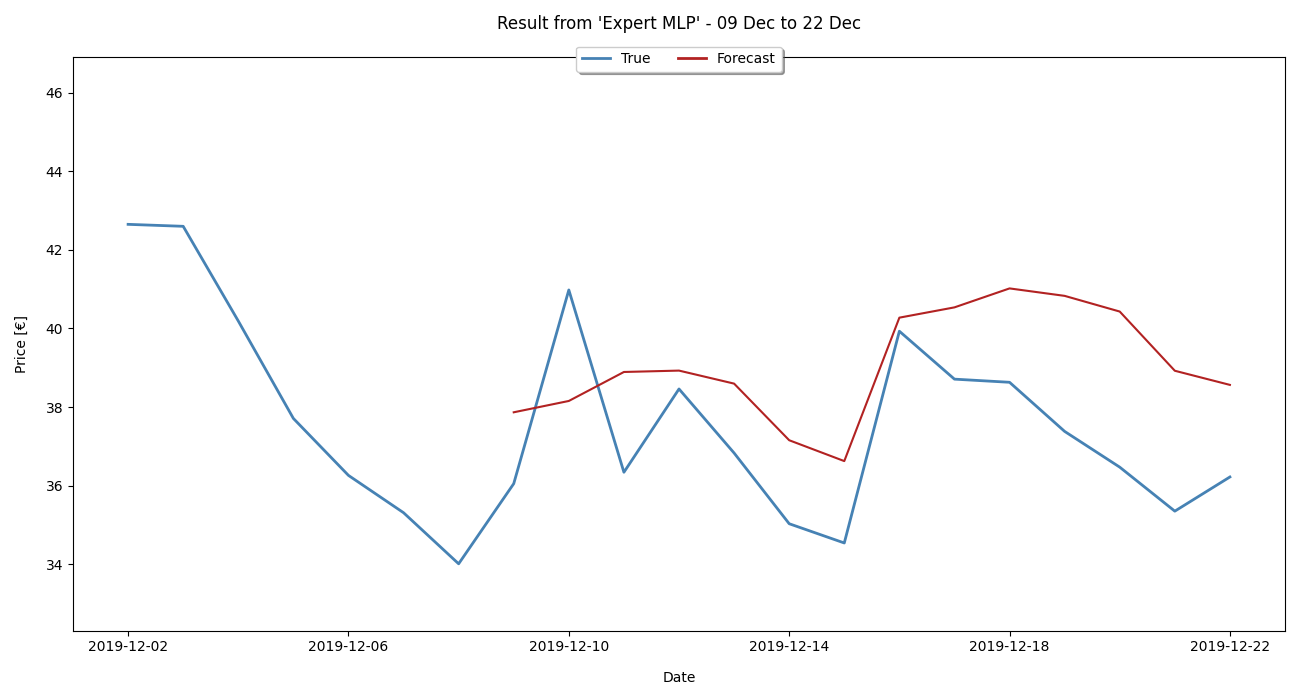 Result from 'Expert MLP' - 09 Dec to 22 Dec
True Forecast
46
44
42
40
38
36
34
Price [€]
2019-12-02 2019-12-06 2019-12-10 2019-12-14 2019-12-18 2019-12-22
Date